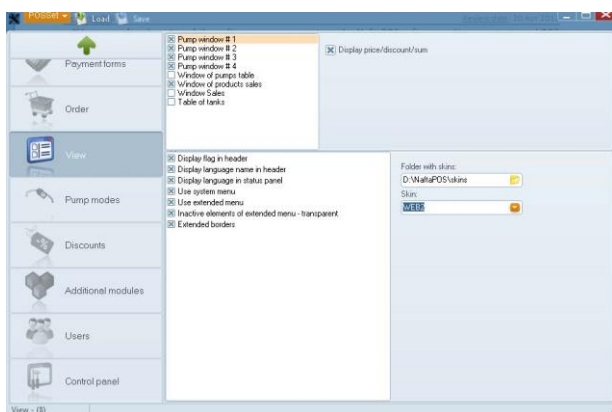 POSSet Load Save
Payment forms
Order
View
Pump modes
Discounts
Additional modules
Users
Control panel
Pump window # 1
Pump window # 2
Pump window # 3
Pump window # 4
Window of pumps table
Window of products sales
Window Sales
Table of tanks
Display price/discount/sum
Display flag in header
Display language name in header
Display language in status panel
Use system menu
Use extended menu
Inactive elements of extended menu - transparent
Extended borders
Folder with skins:
D:\NaftaPOS\skins
Skin:
WEB2
View - (8)